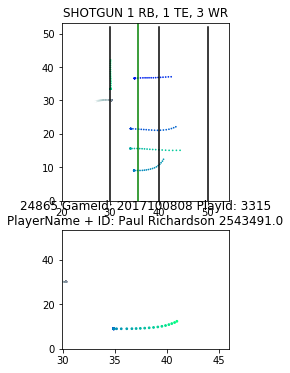 SHOTGUN 1 RB, 1 TE, 3 WR
50
40
30
20
10
0
20 30 40 50
24865 GameId: 2017100808 PlayId: 3315
PlayerName + ID: Paul Richardson 2543491.0
40
20
0
30 35 40 45